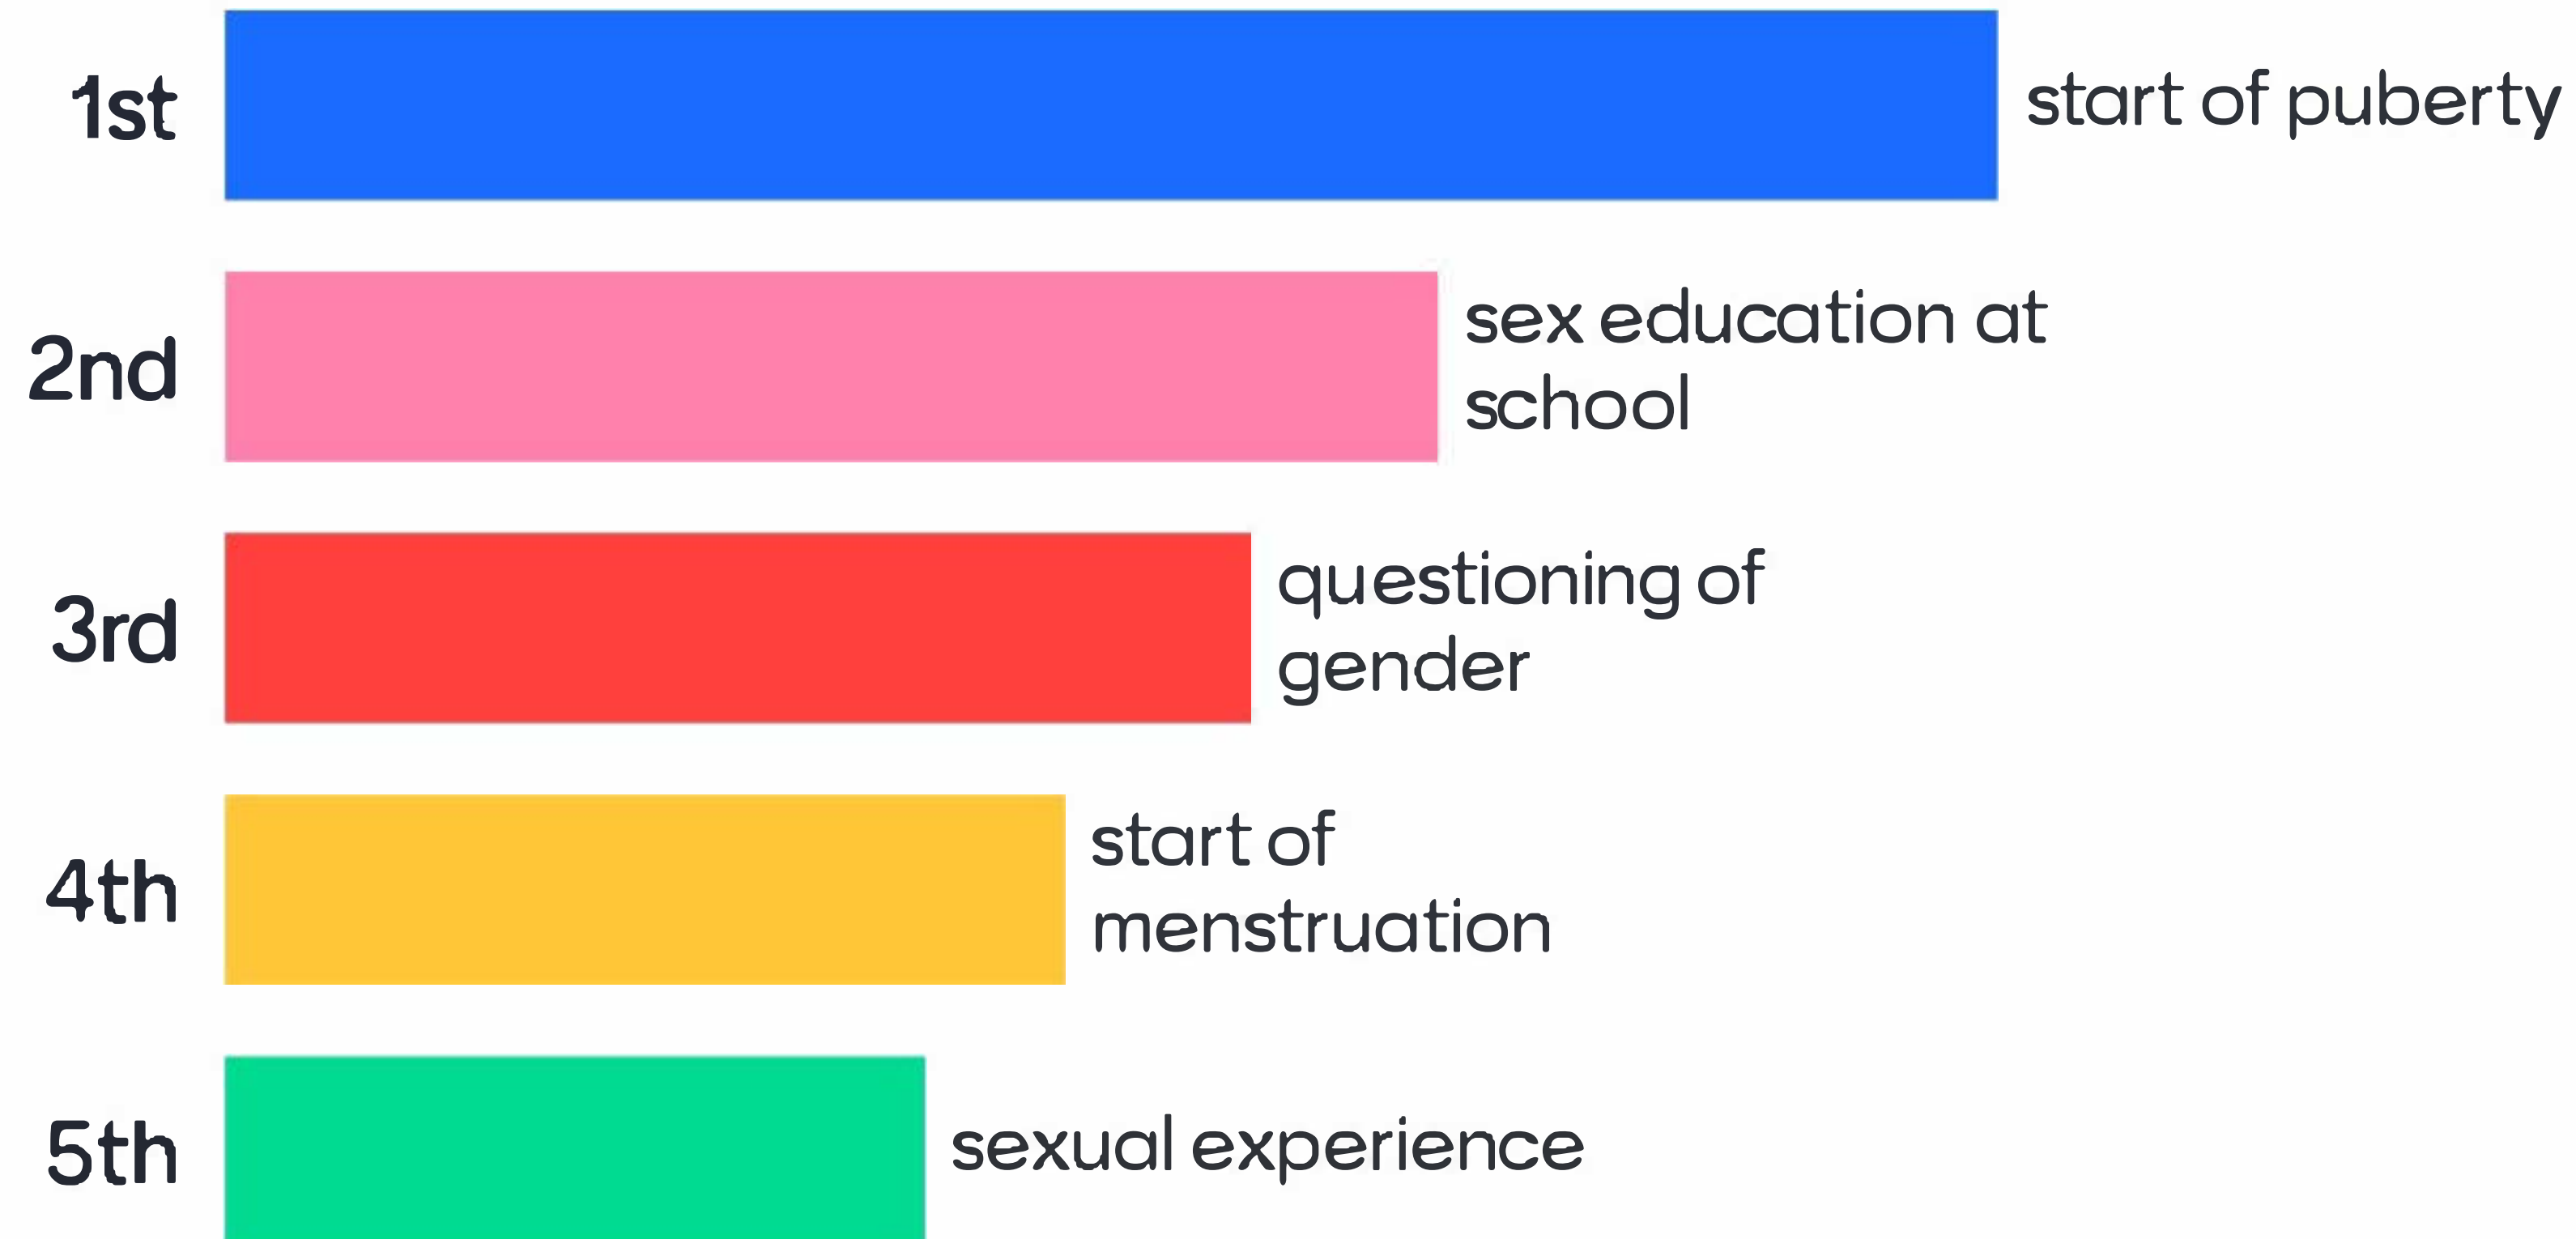 1st
start of puberty
2nd
sex education at
school
3rd
questioning of
gender
4th
start of
menstruation
5th
sexual experience